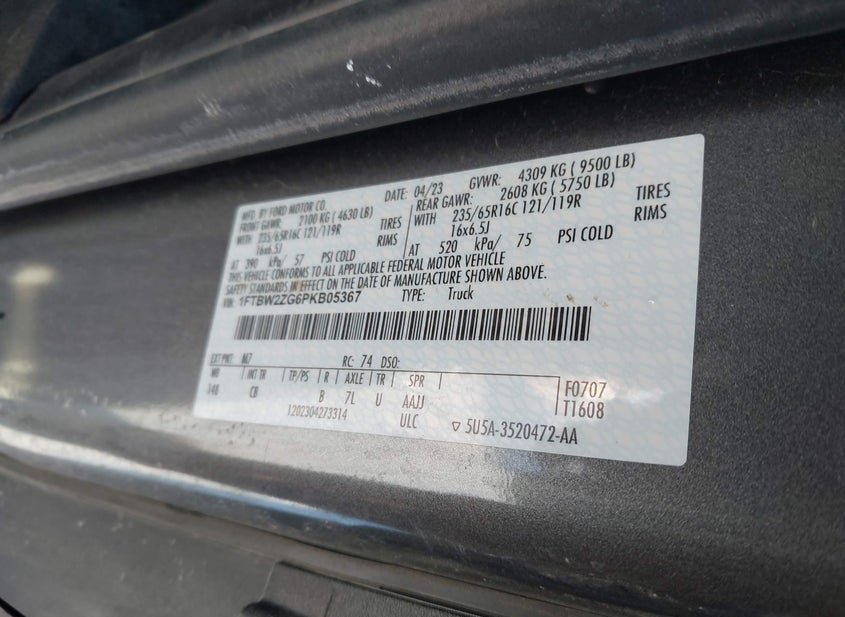 MFD. BY FORD MOTOR CO.
DATE: 04/23 GVWR: 4309 KG ( 9500 LB)
FRONT GAWR: 2100 KG ( 4630 LB) REAR GAWR: 2608 KG ( 5750 LB)
WITH 235/65R16C 121/119R TIRES WITH 235/65R16C 121/119R TIRES
16x6.5J RIMS 16x6.5J RIMS
AT 390 kPa/ 57 PSI COLD AT 520 kPa/ 75 PSI COLD
THIS VEHICLE CONFORMS TO ALL APPLICABLE FEDERAL MOTOR VEHICLE
SAFETY STANDARDS IN EFFECT ON THE DATE OF MANUFACTURE SHOWN ABOVE.
VIN: 1FTBW2ZG6PKB05367 TYPE: Truck
EXT PNT: M7 RC: 74 DSO:
WB INT TR TP/PS R AXLE TR SPR F0707
148 CB B 7L U AAJJ T1608
1202304273314 ULC ▽ 5U5A-3520472-AA